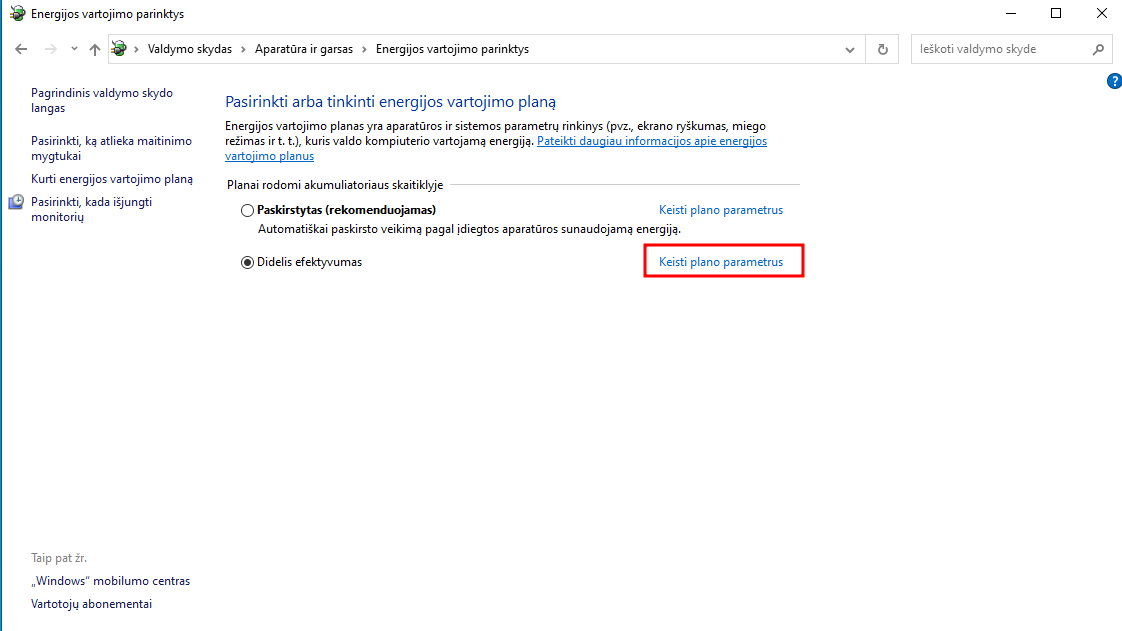 Energijos vartojimo parinktys
Valdymo skydas › Aparatūra ir garsas › Energijos vartojimo parinktys
Ieškoti valdymo skyde
Pagrindinis valdymo skydo
langas
Pasirinkti, ką atlieka maitinimo
mygtukai
Kurti energijos vartojimo planą
Pasirinkti, kada išjungti
monitorių
Pasirinkti arba tinkinti energijos vartojimo planą
Energijos vartojimo planas yra aparatūros ir sistemos parametrų rinkinys (pvz., ekrano ryškumas, miego
režimas ir t. t.), kuris valdo kompiuterio vartojamą energiją. Pateikti daugiau informacijos apie energijos
vartojimo planus
Planai rodomi akumuliatoriaus skaitiklyje
Paskirstytas (rekomenduojamas) Keisti plano parametrus
Automatiškai paskirsto veikimą pagal įdiegtos aparatūros sunaudojamą energiją.
Didelis efektyvumas Keisti plano parametrus
Taip pat žr.
„Windows“ mobilumo centras
Vartotojų abonementai